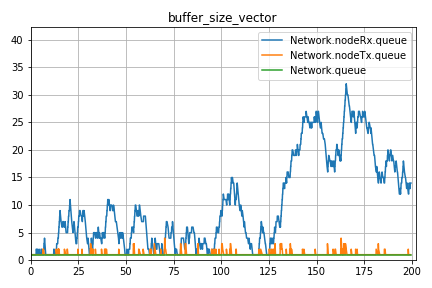 buffer_size_vector
Network.nodeRx.queue
Network.nodeTx.queue
Network.queue
40
35
30
25
20
15
10
5
0
0 25 50 75 100 125 150 175 200